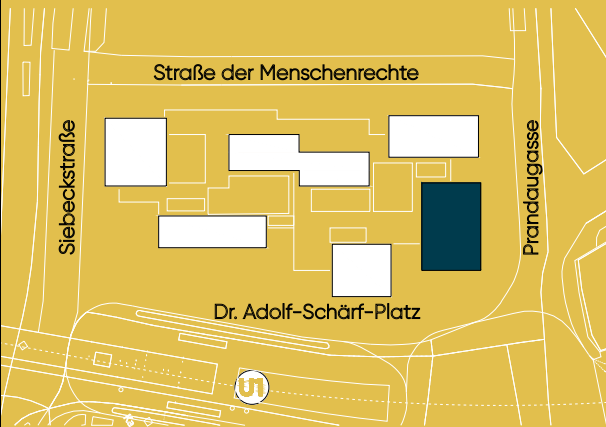 Straße der Menschenrechte
Siebeckstraße
Prandaugasse
Dr. Adolf-Schärf-Platz
U1